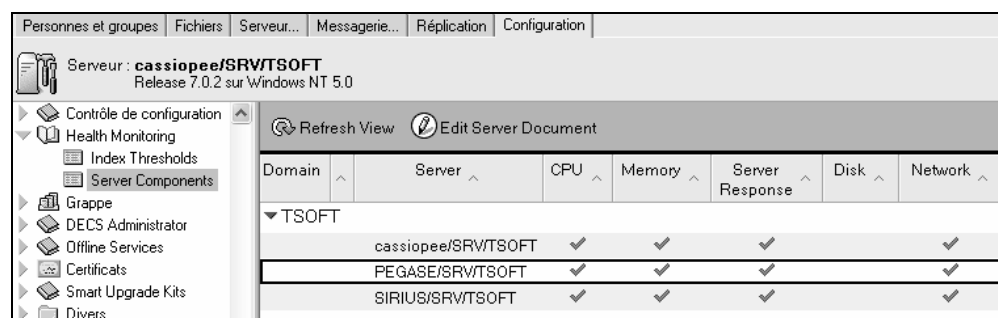 Personnes et groupes Fichiers Serveur... Messagerie... Réplication Configuration
Serveur : cassiopee/SRV/TSOFT
Release 7.0.2 sur Windows NT 5.0
Contrôle de configuration
Health Monitoring
Index Thresholds
Server Components
Grappe
DECS Administrator
Offline Services
Certificats
Smart Upgrade Kits
Divers
Refresh View Edit Server Document
Domain Server CPU Memory Server Response Disk Network
TSOFT
cassiopee/SRV/TSOFT
PEGASE/SRV/TSOFT
SIRIUS/SRV/TSOFT